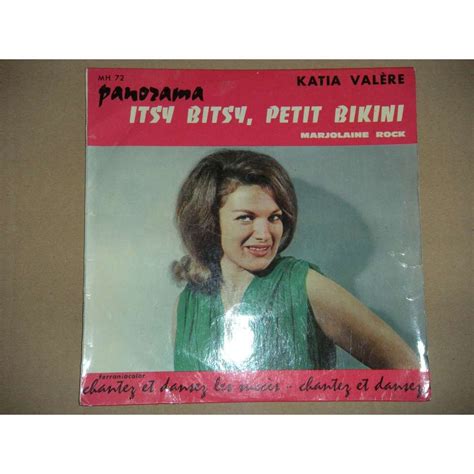 MH 72
KATIA VALÈRE
panorama
ITSY BITSY, PETIT BIKINI
MARJOLAINE ROCK
ferraniacolor
chantez et dansez les succès - chantez et dansez